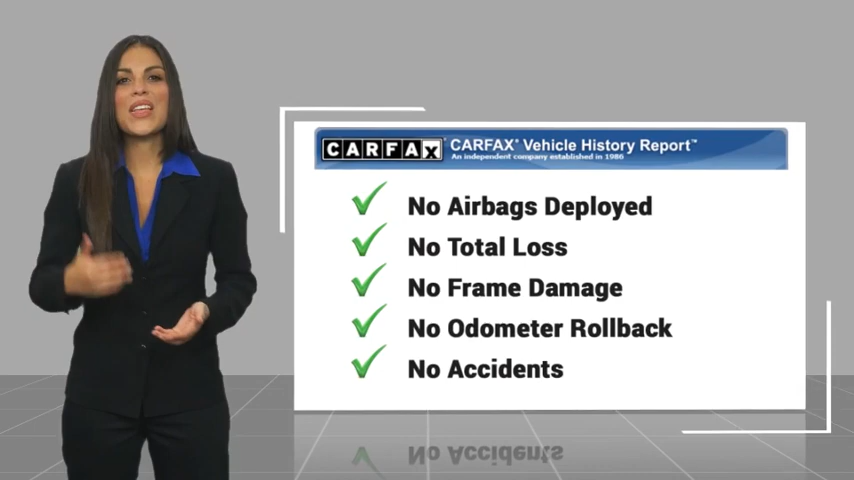 CARFAX CARFAX® Vehicle History Report™
An independent company established in 1986
No Airbags Deployed
No Total Loss
No Frame Damage
No Odometer Rollback
No Accidents
No Accidents